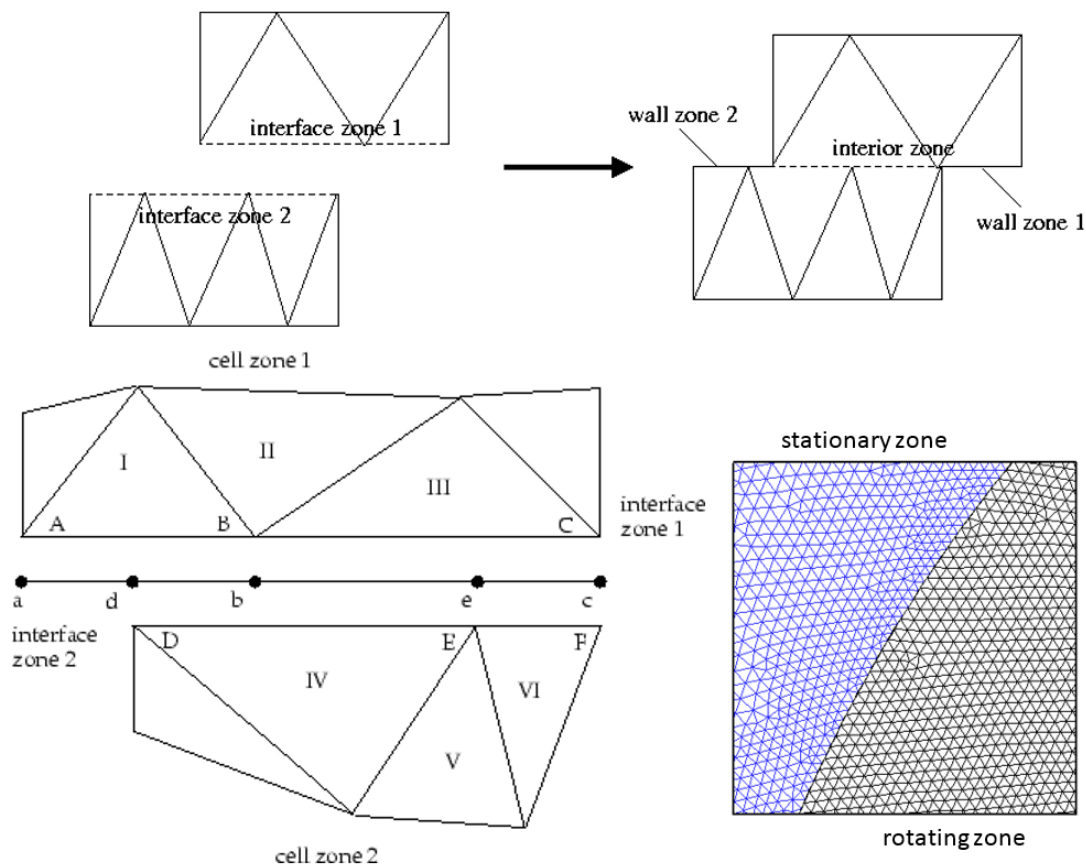 interface zone 1
interface zone 2
wall zone 2
interior zone
wall zone 1
cell zone 1
I
II
III
A
B
C
interface
zone 1
a
d
b
e
c
interface
zone 2
D
E
F
IV
V
VI
cell zone 2
stationary zone
rotating zone